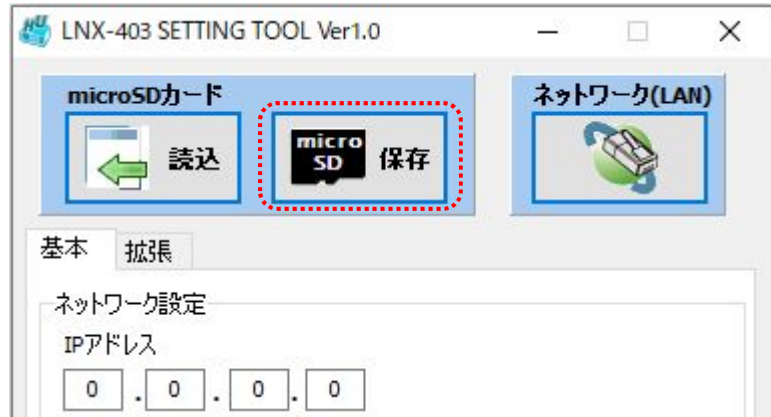 LNX-403 SETTING TOOL Ver1.0
microSDカード
読込
micro
SD
保存
ネットワーク(LAN)
基本
拡張
ネットワーク設定
IPアドレス
0 . 0 . 0 . 0